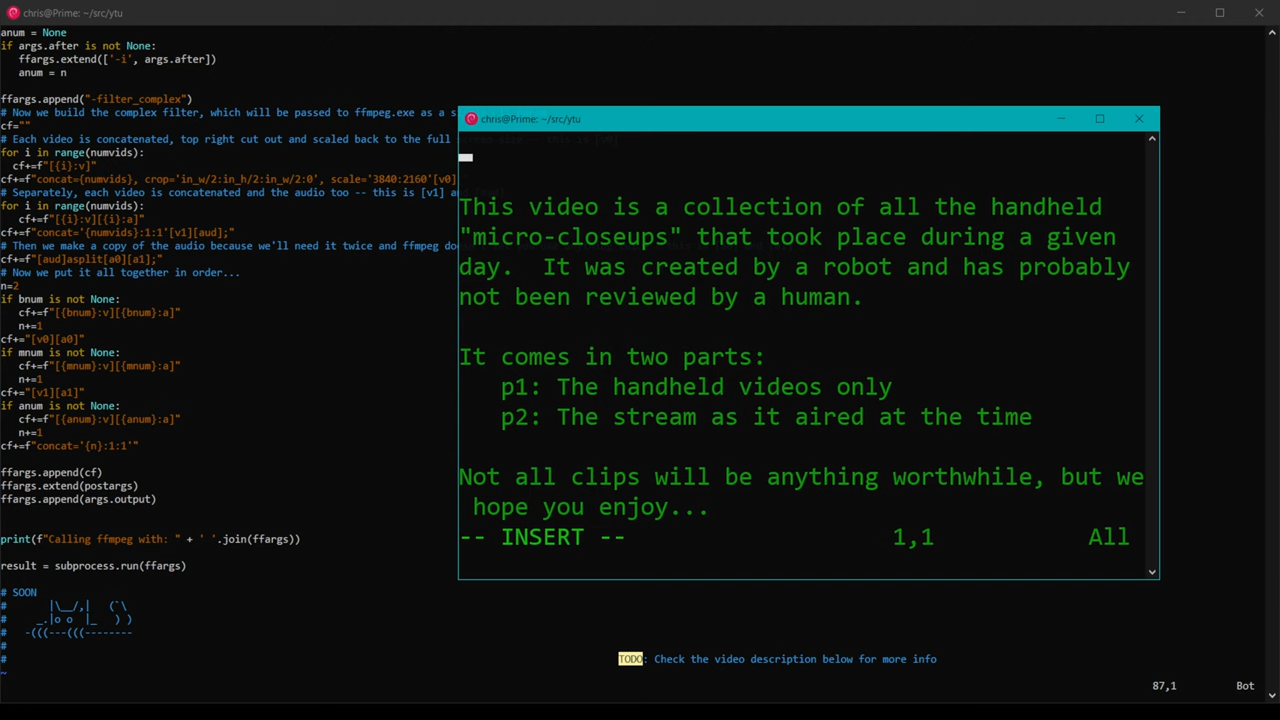 chris@Prime: ~/src/ytu
anum = None
if args.after is not None:
   ffargs.extend(['-i', args.after])
   anum = n
ffargs.append("-filter_complex")
# Now we build the complex filter, which will be passed to ffmpeg.exe as a s
cf=""
# Each video is concatenated, top right cut out and scaled back to the full
for i in range(numvids):
  cf+=f"[{i}:v]"
cf+=f"concat={numvids}, crop='in_w/2:in_h/2:in_w/2:0', scale='3840:2160'[v0]
# Separately, each video is concatenated and the audio too -- this is [v1] a
for i in range(numvids):
   cf+=f"[{i}:v][{i}:a]"
cf+=f"concat='{numvids}:1:1'[v1][aud];"
# Then we make a copy of the audio because we'll need it twice and ffmpeg do
cf+=f"[aud]asplit[a0][a1];"
# Now we put it all together in order...
n=2
if bnum is not None:
   cf+=f"[{bnum}:v][{bnum}:a]"
   n+=1
cf+="[v0][a0]"
if mnum is not None:
   cf+=f"[{mnum}:v][{mnum}:a]"
   n+=1
cf+="[v1][a1]"
if anum is not None:
   cf+=f"[{anum}:v][{anum}:a]"
   n+=1
cf+=f"concat='{n}:1:1'"
ffargs.append(cf)
ffargs.extend(postargs)
ffargs.append(args.output)
print(f"Calling ffmpeg with: " + ' '.join(ffargs))
result = subprocess.run(ffargs)
# SOON
#      |\__/,|   (`\
#    _.|o o  |_   ) )
#  -(((---(((--------
#
#
~
chris@Prime: ~/src/ytu
This video is a collection of all the handheld
"micro-closeups" that took place during a given
day.  It was created by a robot and has probably
not been reviewed by a human.
It comes in two parts:
   p1: The handheld videos only
   p2: The stream as it aired at the time
Not all clips will be anything worthwhile, but we
 hope you enjoy...
-- INSERT -- 1,1 All
TODO: Check the video description below for more info
87,1 Bot